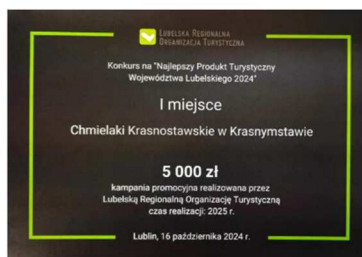 LUBELSKA REGIONALNA
ORGANIZACJA TURYSTYCZNA
Konkurs na "Najlepszy Produkt Turystyczny
Województwa Lubelskiego 2024"
I miejsce
Chmielaki Krasnostawskie w Krasnymstawie
5 000 zł
kampania promocyjna realizowana przez
Lubelską Regionalną Organizację Turystyczną
czas realizacji: 2025 r.
Lublin, 16 października 2024 r.